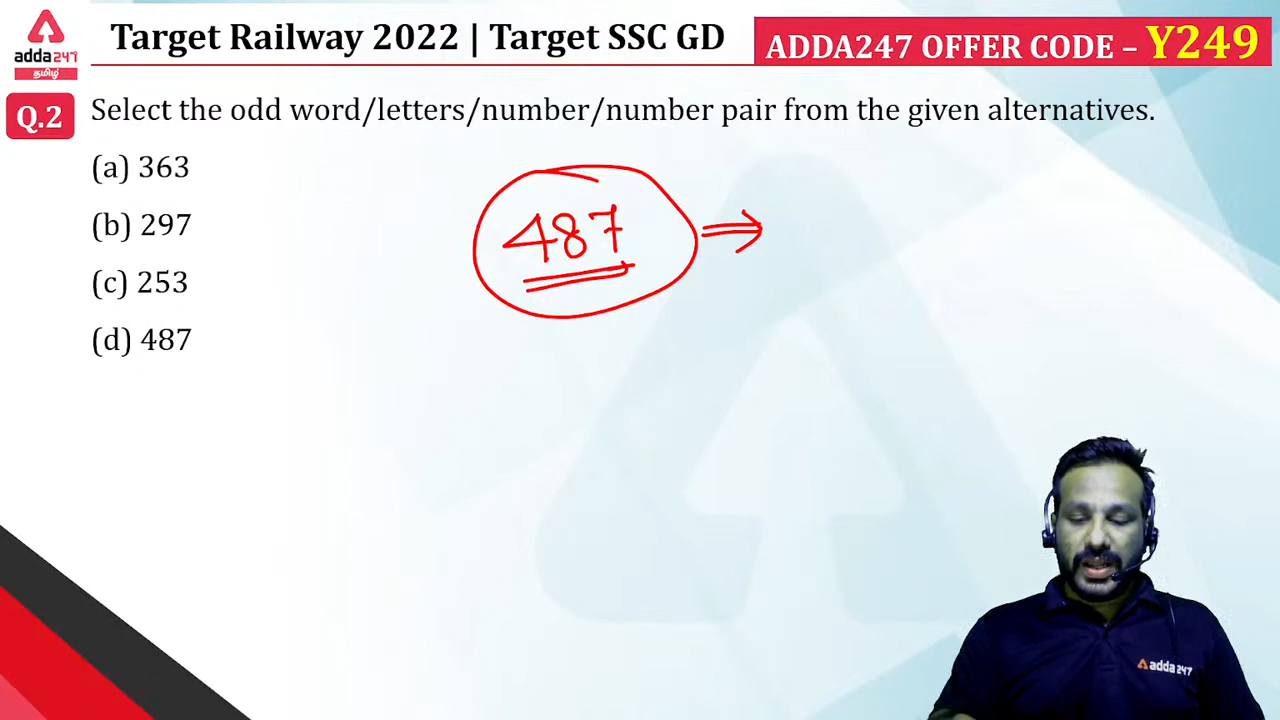 adda247
தமிழ்
Target Railway 2022 | Target SSC GD
ADDA247 OFFER CODE – Y249
Q.2
Select the odd word/letters/number/number pair from the given alternatives.
(a) 363
(b) 297
(c) 253
(d) 487
487 ⇒
adda247